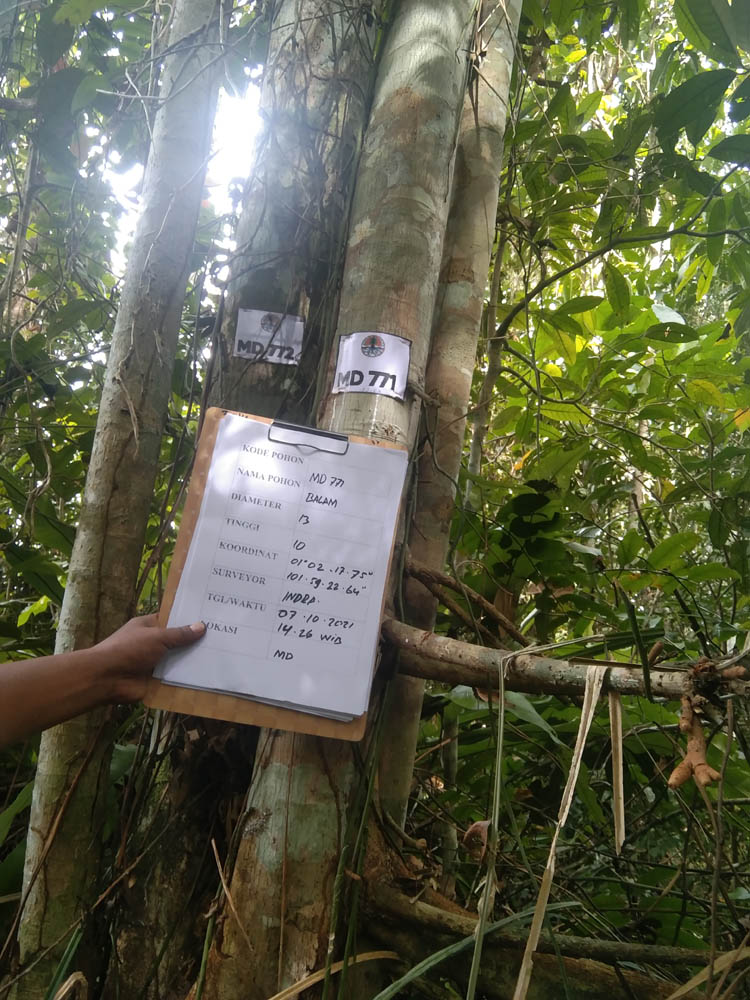 MD 772
MD 771
KODE POHON MD 771
NAMA POHON BALAM
DIAMETER 13
TINGGI 10
KOORDINAT 01°02.17.75"
101.59.22.64"
SURVEYOR INDRA.
TGL/WAKTU 07.10.2021
14.26 WIB
OKASI MD